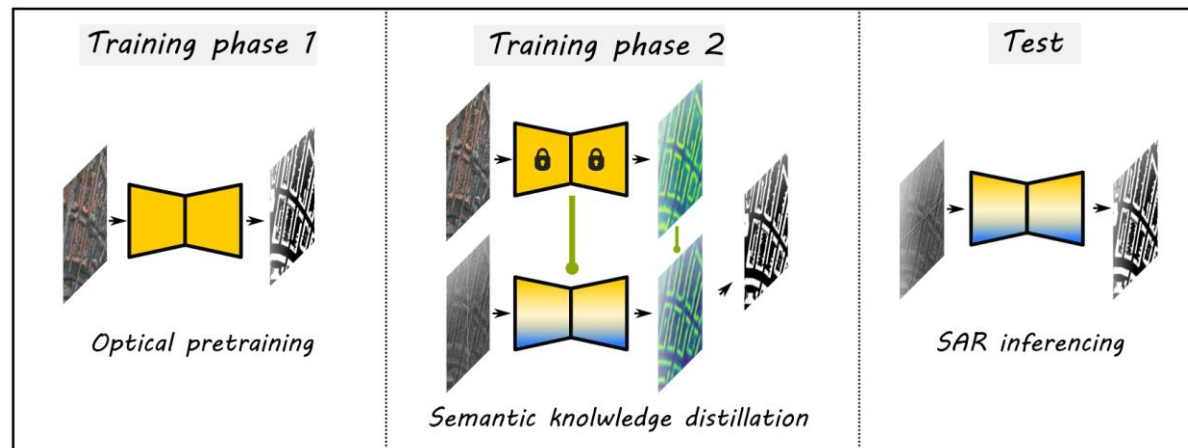 Training phase 1
Training phase 2
Test
Optical pretraining
SAR inferencing
Semantic knolwledge distillation